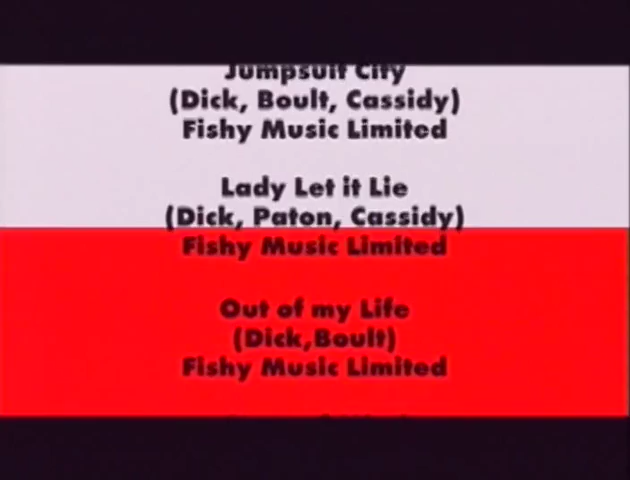 Jumpsuit City
(Dick, Boult, Cassidy)
Fishy Music Limited
Lady Let it Lie
(Dick, Paton, Cassidy)
Fishy Music Limited
Out of my Life
(Dick,Boult)
Fishy Music Limited